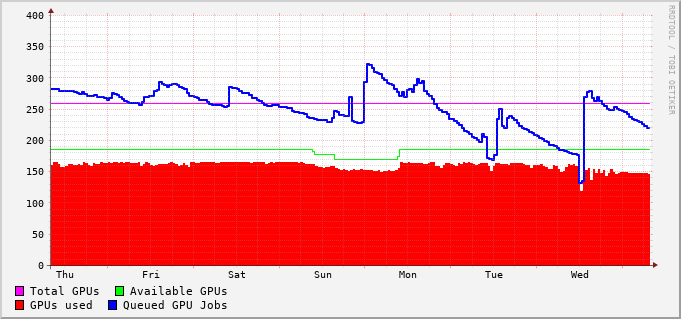 400
350
300
250
200
150
100
50
0
Thu Fri Sat Sun Mon Tue Wed
Total GPUs Available GPUs
GPUs used Queued GPU Jobs
RRDTOOL / TOBI OETIKER